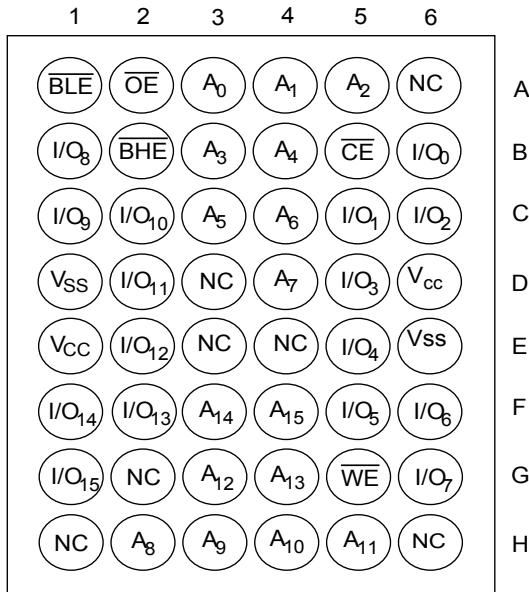 1 2 3 4 5 6
BLE OE A0 A1 A2 NC A
I/O8 BHE A3 A4 CE I/O0 B
I/O9 I/O10 A5 A6 I/O1 I/O2 C
VSS I/O11 NC A7 I/O3 Vcc D
VCC I/O12 NC NC I/O4 Vss E
I/O14 I/O13 A14 A15 I/O5 I/O6 F
I/O15 NC A12 A13 WE I/O7 G
NC A8 A9 A10 A11 NC H